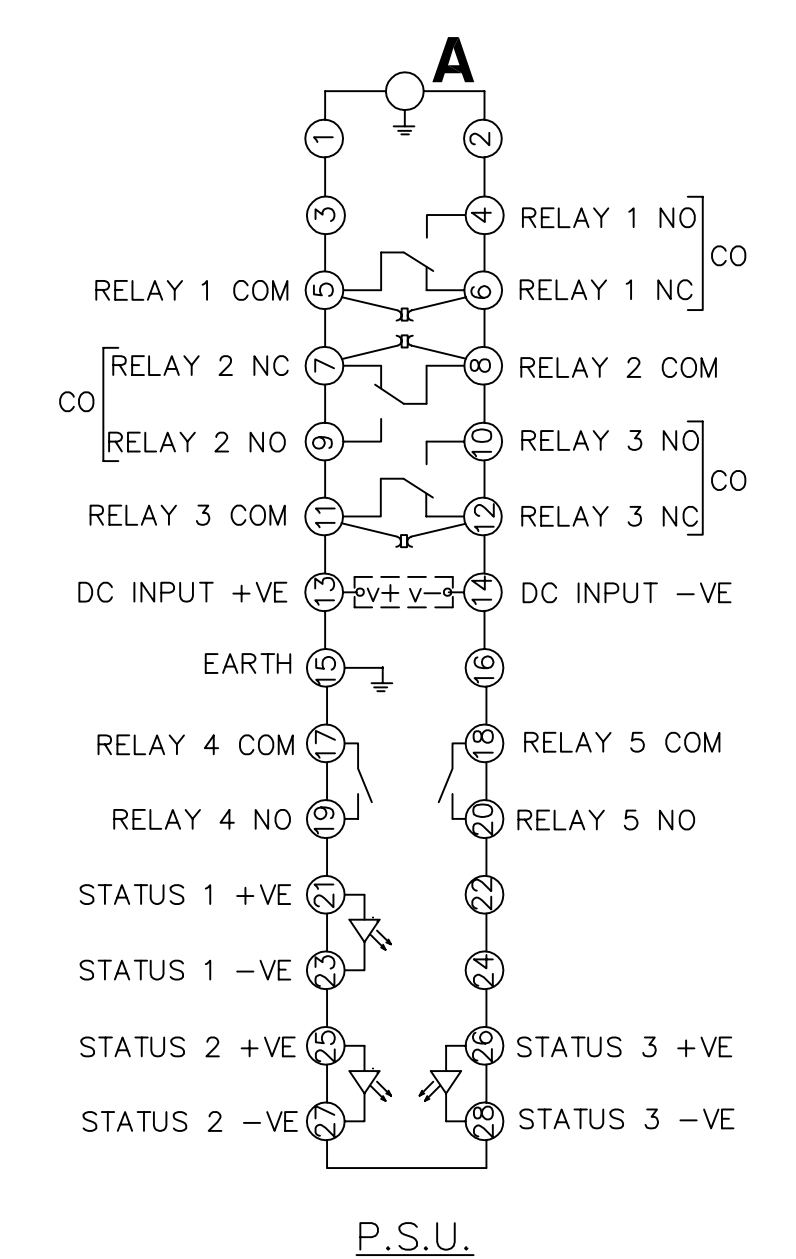 A
1 2
3 4 RELAY 1 NO
CO
RELAY 1 COM 5 6 RELAY 1 NC
RELAY 2 NC 7 8 RELAY 2 COM
CO
RELAY 2 NO 9 10 RELAY 3 NO
CO
RELAY 3 COM 11 12 RELAY 3 NC
DC INPUT +VE 13 V+ V− 14 DC INPUT −VE
EARTH 15 16
RELAY 4 COM 17 18 RELAY 5 COM
RELAY 4 NO 19 20 RELAY 5 NO
STATUS 1 +VE 21 22
STATUS 1 −VE 23 24
STATUS 2 +VE 25 26 STATUS 3 +VE
STATUS 2 −VE 27 28 STATUS 3 −VE
P.S.U.